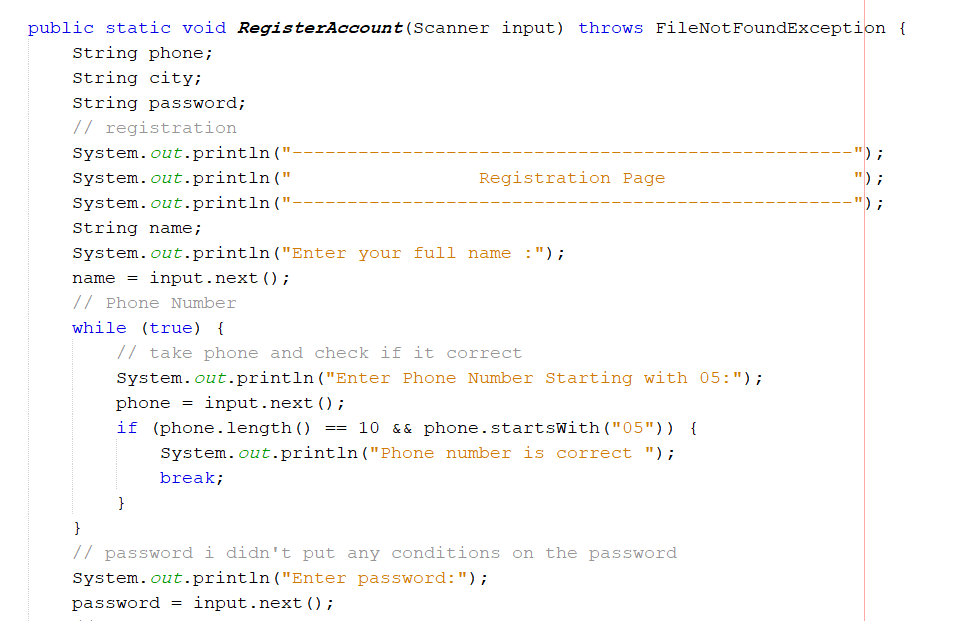 public static void RegisterAccount(Scanner input) throws FileNotFoundException {
    String phone;
    String city;
    String password;
    // registration
    System.out.println("---------------------------------------------------");
    System.out.println("                 Registration Page                 ");
    System.out.println("---------------------------------------------------");
    String name;
    System.out.println("Enter your full name :");
    name = input.next();
    // Phone Number
    while (true) {
        // take phone and check if it correct
        System.out.println("Enter Phone Number Starting with 05:");
        phone = input.next();
        if (phone.length() == 10 && phone.startsWith("05")) {
            System.out.println("Phone number is correct ");
            break;
        }
    }
    // password i didn't put any conditions on the password
    System.out.println("Enter password:");
    password = input.next();